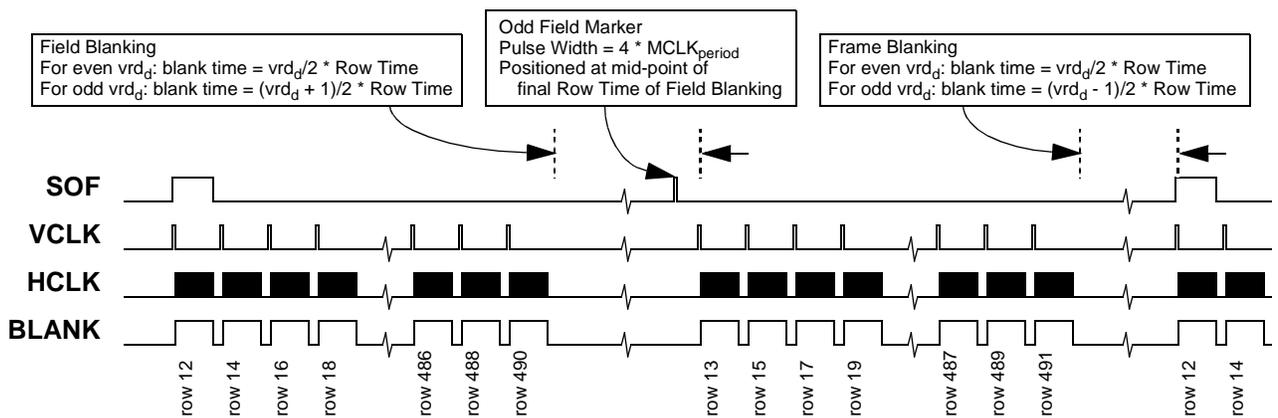 Field Blanking
For even vrd_d: blank time = vrd_d/2 * Row Time
For odd vrd_d: blank time = (vrd_d + 1)/2 * Row Time
Odd Field Marker
Pulse Width = 4 * MCLK_period
Positioned at mid-point of
final Row Time of Field Blanking
Frame Blanking
For even vrd_d: blank time = vrd_d/2 * Row Time
For odd vrd_d: blank time = (vrd_d - 1)/2 * Row Time
SOF
VCLK
HCLK
BLANK
row 12
row 14
row 16
row 18
row 486
row 488
row 490
row 13
row 15
row 17
row 19
row 487
row 489
row 491
row 12
row 14